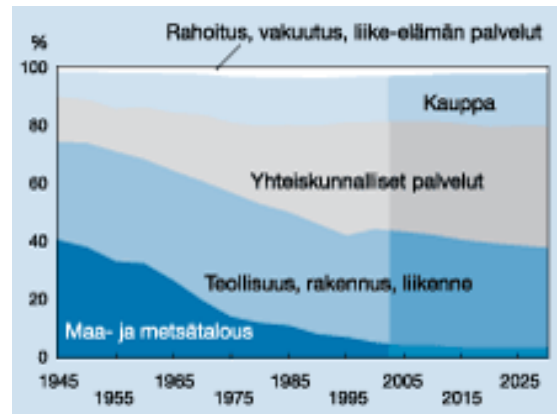 Rahoitus, vakuutus, liike-elämän palvelut
%
100
Kauppa
80
Yhteiskunnalliset palvelut
60
40
Teollisuus, rakennus, liikenne
20
Maa- ja metsätalous
0
1945 1965 1975 1985 1995 2005 2025
1955 2015